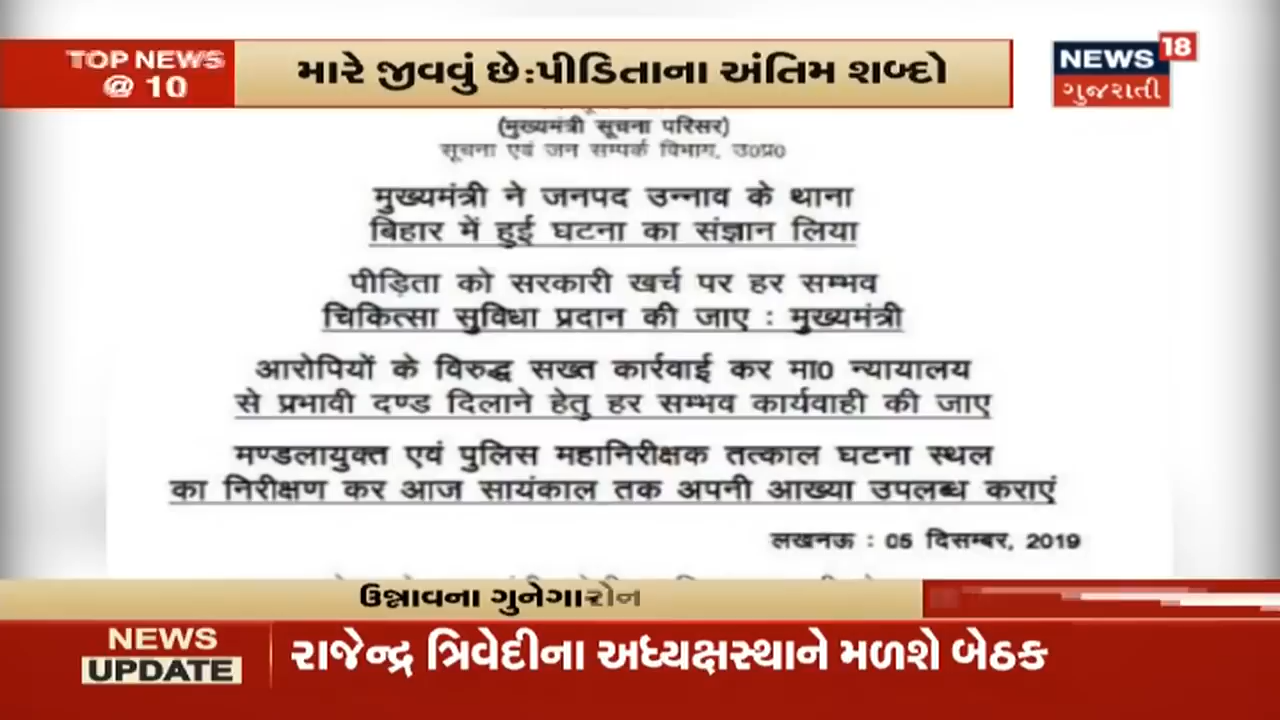 TOP NEWS
@ 10
મારે જીવવું છે:પીડિતાના અંતિમ શબ્દો
NEWS 18
ગુજરાતી
(मुख्यमंत्री सूचना परिसर)
सूचना एवं जन सम्पर्क विभाग, उ0प्र0
मुख्यमंत्री ने जनपद उन्नाव के थाना
बिहार में हुई घटना का संज्ञान लिया
पीड़िता को सरकारी खर्च पर हर सम्भव
चिकित्सा सुविधा प्रदान की जाए : मुख्यमंत्री
आरोपियों के विरुद्ध सख्त कार्रवाई कर मा0 न्यायालय
से प्रभावी दण्ड दिलाने हेतु हर सम्भव कार्यवाही की जाए
मण्डलायुक्त एवं पुलिस महानिरीक्षक तत्काल घटना स्थल
का निरीक्षण कर आज सायंकाल तक अपनी आख्या उपलब्ध कराएं
लखनऊ : 05 दिसम्बर, 2019
ઉન્નાવના ગુનેગારોન
NEWS
UPDATE
રાજેન્દ્ર ત્રિવેદીના અધ્યક્ષસ્થાને મળશે બેઠક